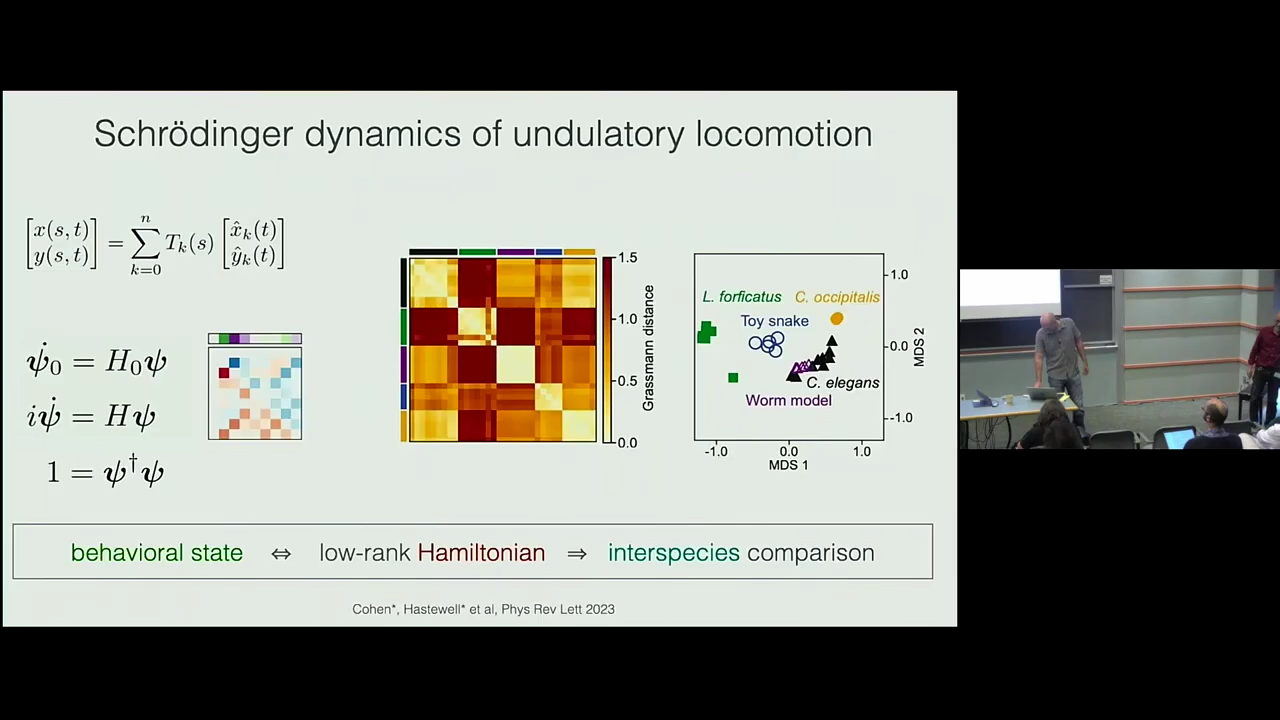 Schrödinger dynamics of undulatory locomotion
[x(s,t) y(s,t)] = ∑_{k=0}^{n} T_k(s) [x̂_k(t) ŷ_k(t)]
ψ̇₀ = H₀ψ
iψ̇ = Hψ
1 = ψ†ψ
1.5
1.0
0.5
0.0
Grassmann distance
L. forficatus
C. occipitalis
Toy snake
C. elegans
Worm model
1.0
0.0
-1.0
MDS 2
-1.0 0.0 1.0
MDS 1
behavioral state ⇔ low-rank Hamiltonian ⇒ interspecies comparison
Cohen*, Hastewell* et al, Phys Rev Lett 2023